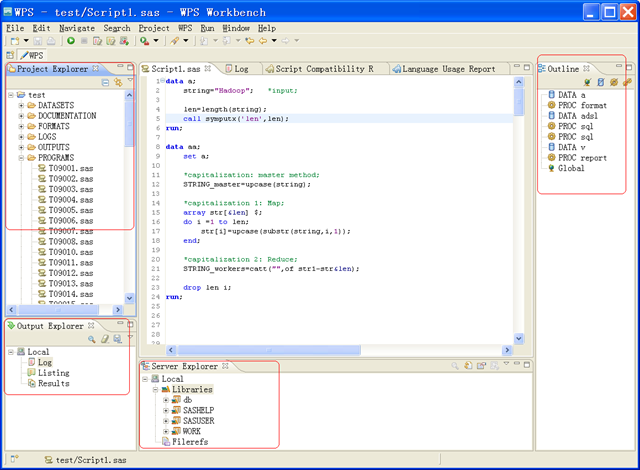 WPS - test/Script1.sas - WPS Workbench
File Edit Navigate Search Project WPS Run Window Help
WPS
Project Explorer
test
DATASETS
DOCUMENTATION
FORMATS
LOGS
OUTPUTS
PROGRAMS
T09001.sas
T09002.sas
T09003.sas
T09004.sas
T09005.sas
T09006.sas
T09007.sas
T09008.sas
T09010.sas
T09011.sas
T09012.sas
T09013.sas
T09014.sas
T09015.sas
Output Explorer
Local
Log
Listing
Results
Script1.sas Log Script Compatibility R Language Usage Report
1 data a;
2 string="Hadoop"; *input;
3
4 len=length(string);
5 call symputx('len',len);
6 run;
7
8 data aa;
9 set a;
10
11 *capitalization: master method;
12 STRING_master=upcase(string);
13
14 *capitalization 1: Map;
15 array str[&len] $;
16 do i =1 to len;
17 str[i]=upcase(substr(string,i,1));
18 end;
19
20 *capitalization 2: Reduce;
21 STRING_workers=catt("",of str1-str&len);
22
23 drop len i;
24 run;
25
26
27
28
29
Server Explorer
Local
Libraries
db
SASHELP
SASUSER
WORK
Filerefs
Outline
DATA a
PROC format
DATA adsl
PROC sql
PROC sql
DATA v
PROC report
Global
test/Script1.sas